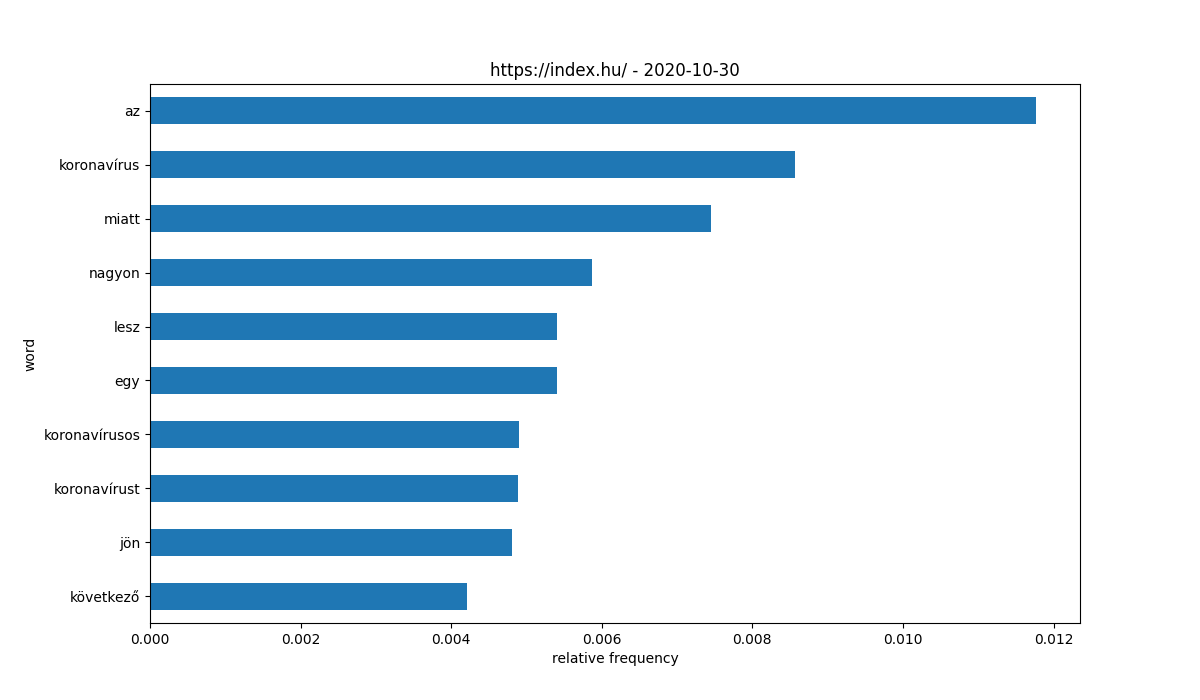 https://index.hu/ - 2020-10-30
word
az
koronavírus
miatt
nagyon
lesz
egy
koronavírusos
koronavírust
jön
következő
0.000 0.002 0.004 0.006 0.008 0.010 0.012
relative frequency